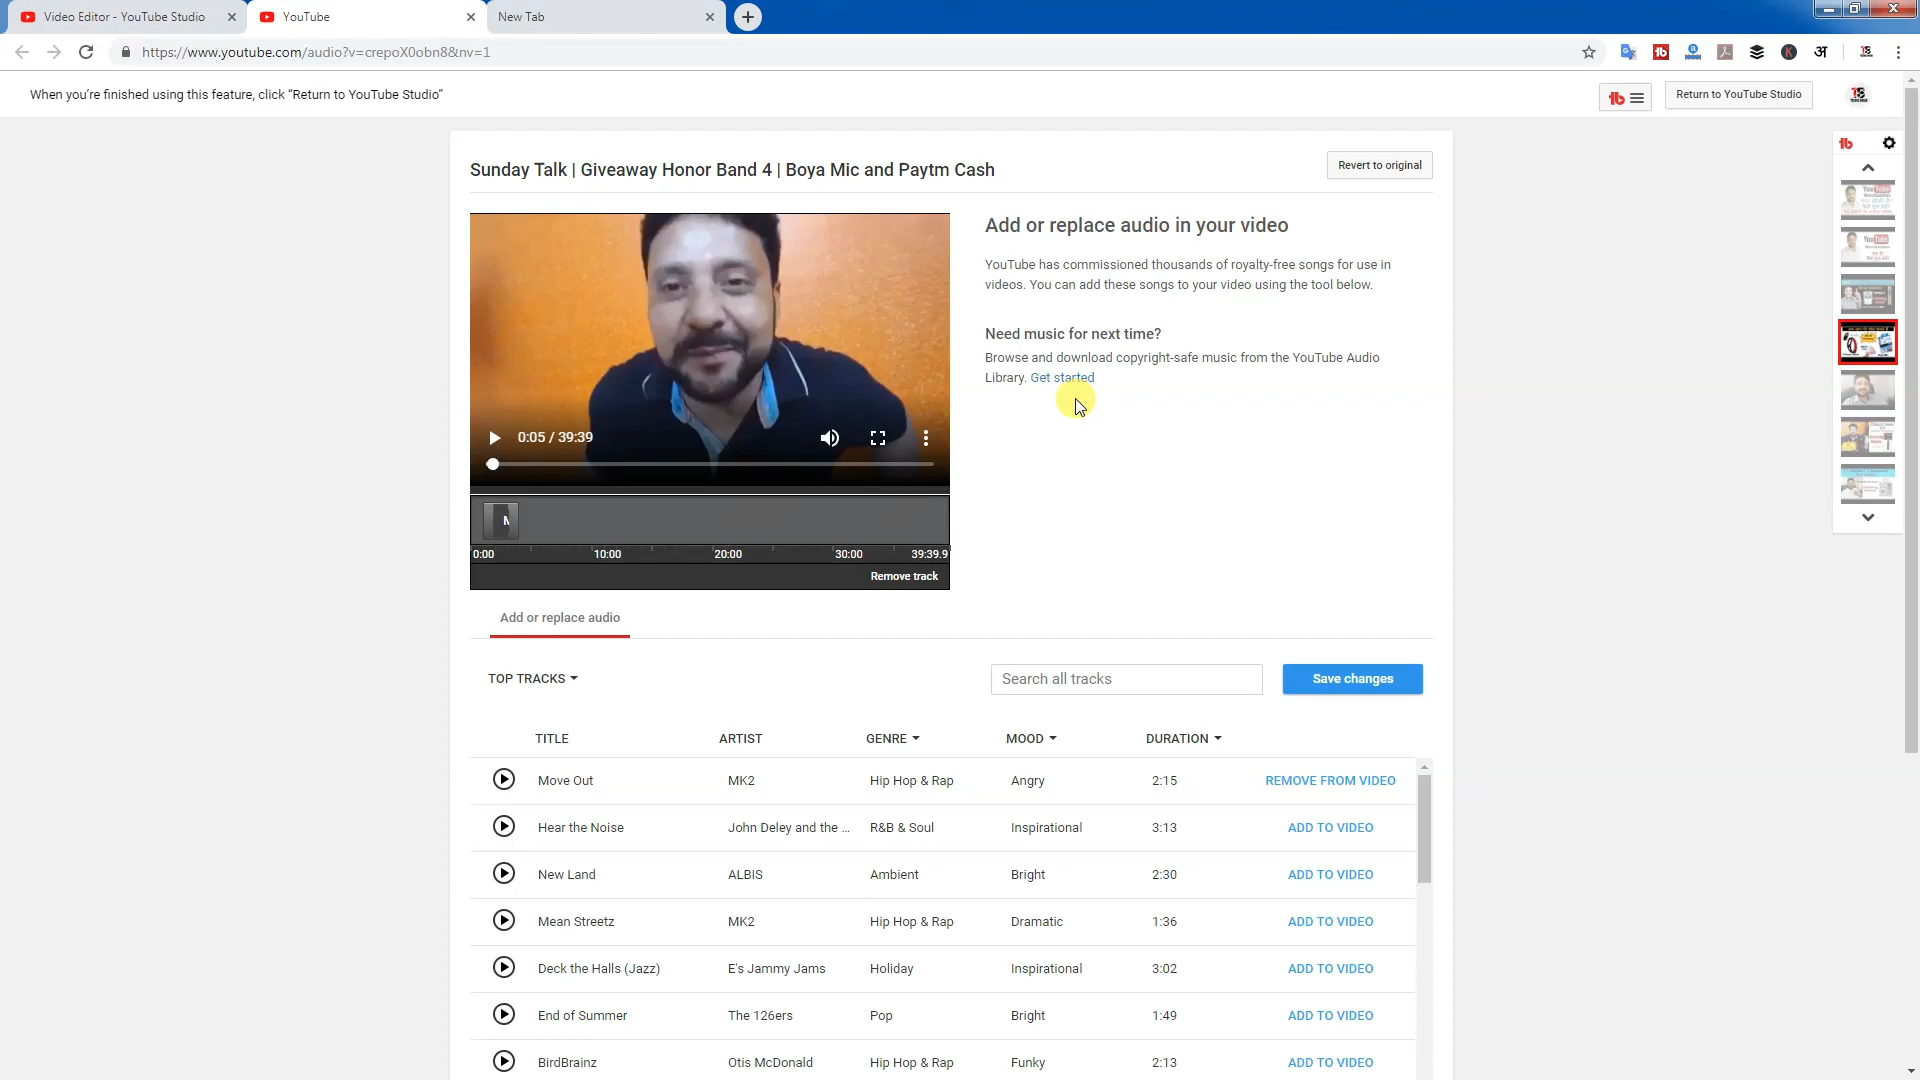 Video Editor - YouTube Studio
YouTube
New Tab
https://www.youtube.com/audio?v=crepoX0obn8&nv=1
When you're finished using this feature, click “Return to YouTube Studio”
Return to YouTube Studio
Sunday Talk | Giveaway Honor Band 4 | Boya Mic and Paytm Cash
Revert to original
Add or replace audio in your video
YouTube has commissioned thousands of royalty-free songs for use in
videos. You can add these songs to your video using the tool below.
Need music for next time?
Browse and download copyright-safe music from the YouTube Audio
Library. Get started
0:05 / 39:39
0:00 10:00 20:00 30:00 39:39.9
Remove track
Add or replace audio
TOP TRACKS
Search all tracks
Save changes
TITLE ARTIST GENRE MOOD DURATION
Move Out MK2 Hip Hop & Rap Angry 2:15 REMOVE FROM VIDEO
Hear the Noise John Deley and the ... R&B & Soul Inspirational 3:13 ADD TO VIDEO
New Land ALBIS Ambient Bright 2:30 ADD TO VIDEO
Mean Streetz MK2 Hip Hop & Rap Dramatic 1:36 ADD TO VIDEO
Deck the Halls (Jazz) E's Jammy Jams Holiday Inspirational 3:02 ADD TO VIDEO
End of Summer The 126ers Pop Bright 1:49 ADD TO VIDEO
BirdBrainz Otis McDonald Hip Hop & Rap Funky 2:13 ADD TO VIDEO